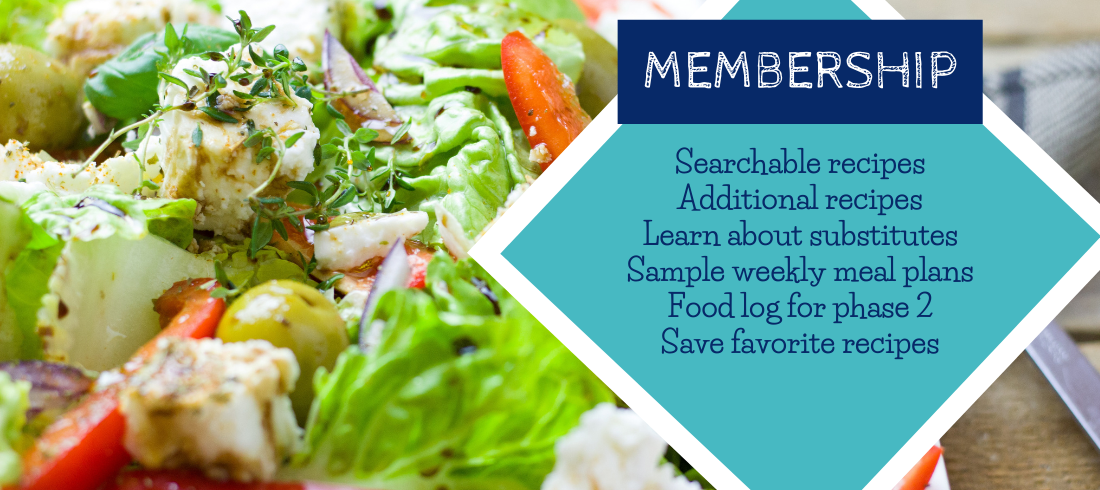 MEMBERSHIP
Searchable recipes
Additional recipes
Learn about substitutes
Sample weekly meal plans
Food log for phase 2
Save favorite recipes